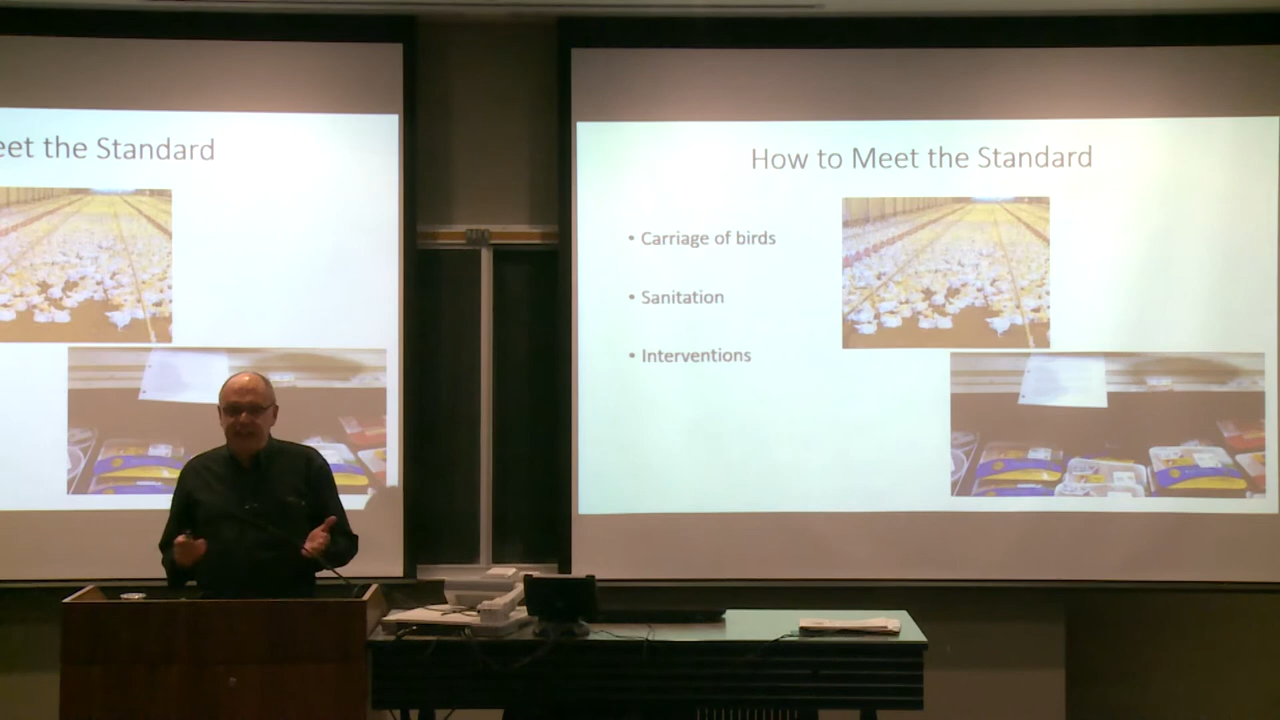 eet the Standard
How to Meet the Standard
• Carriage of birds
• Sanitation
• Interventions